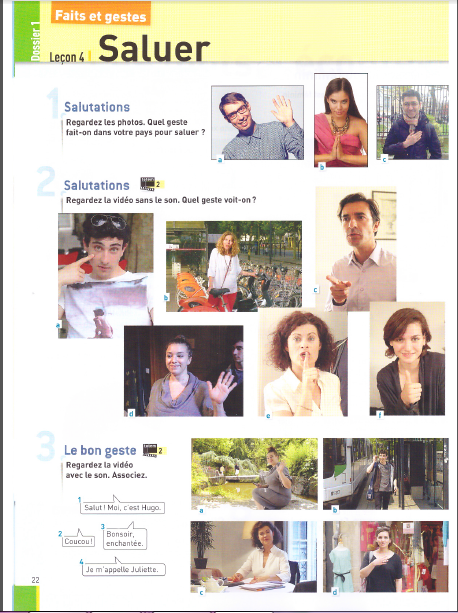 Dossier 1
Faits et gestes
Leçon 4
Saluer
1
Salutations
Regardez les photos. Quel geste
fait-on dans votre pays pour saluer ?
a
b
c
2
Salutations
2
Regardez la vidéo sans le son. Quel geste voit-on ?
a
b
c
d
e
f
3
Le bon geste
2
Regardez la vidéo
avec le son. Associez.
1
Salut ! Moi, c'est Hugo.
2
Coucou !
3
Bonsoir,
enchantée.
4
Je m'appelle Juliette.
a
b
c
d
22